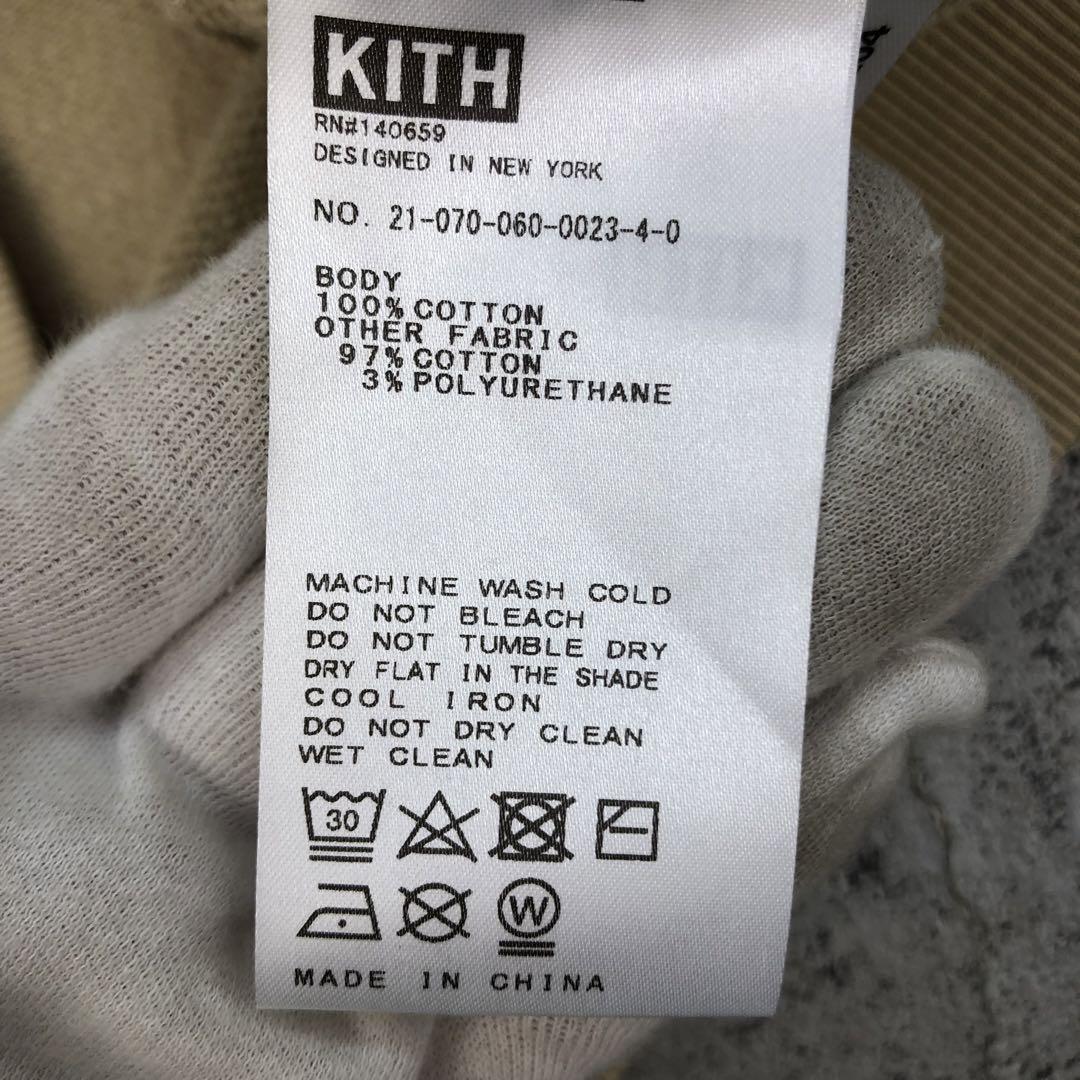 KITH
RN#140659
DESIGNED IN NEW YORK
NO. 21-070-060-0023-4-0
BODY
100% COTTON
OTHER FABRIC
97% COTTON
3% POLYURETHANE
MACHINE WASH COLD
DO NOT BLEACH
DO NOT TUMBLE DRY
DRY FLAT IN THE SHADE
COOL IRON
DO NOT DRY CLEAN
WET CLEAN
30
W
MADE IN CHINA